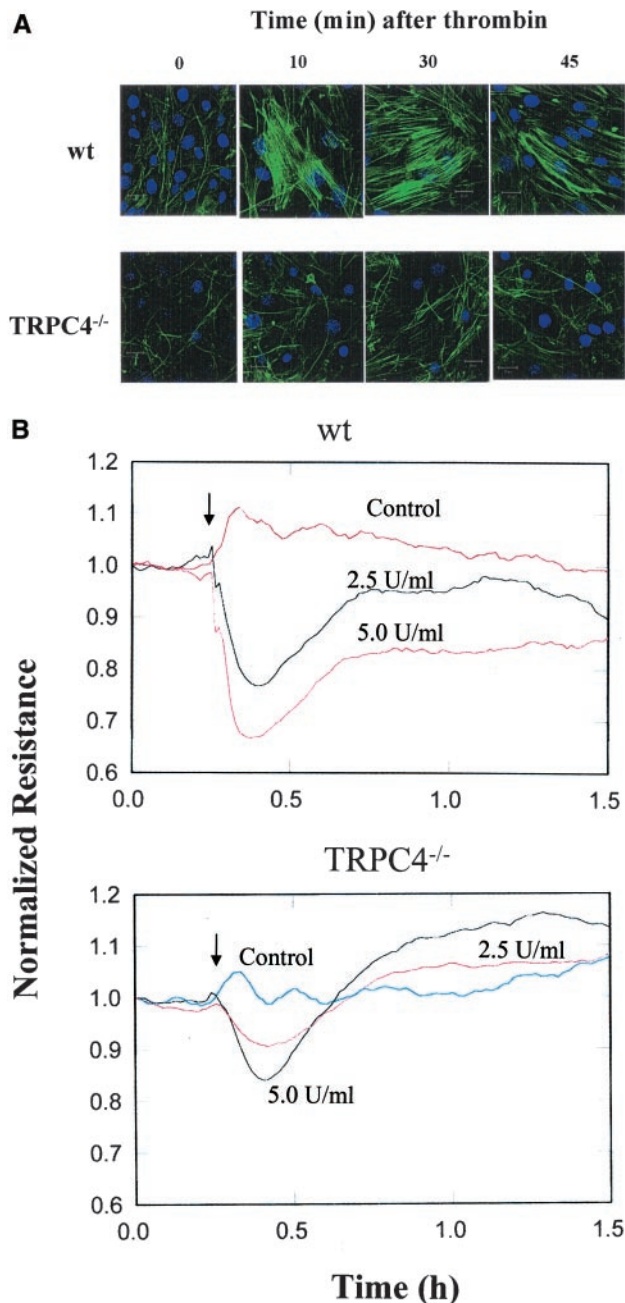 A
Time (min) after thrombin
0 10 30 45
wt
TRPC4-/-
B
wt
1.2
1.1
1.0
0.9
0.8
0.7
0.6
Control
2.5 U/ml
5.0 U/ml
0.0 0.5 1.0 1.5
Normalized Resistance
TRPC4-/-
1.2
1.1
1.0
0.9
0.8
0.7
0.6
Control
2.5 U/ml
5.0 U/ml
0.0 0.5 1.0 1.5
Time (h)